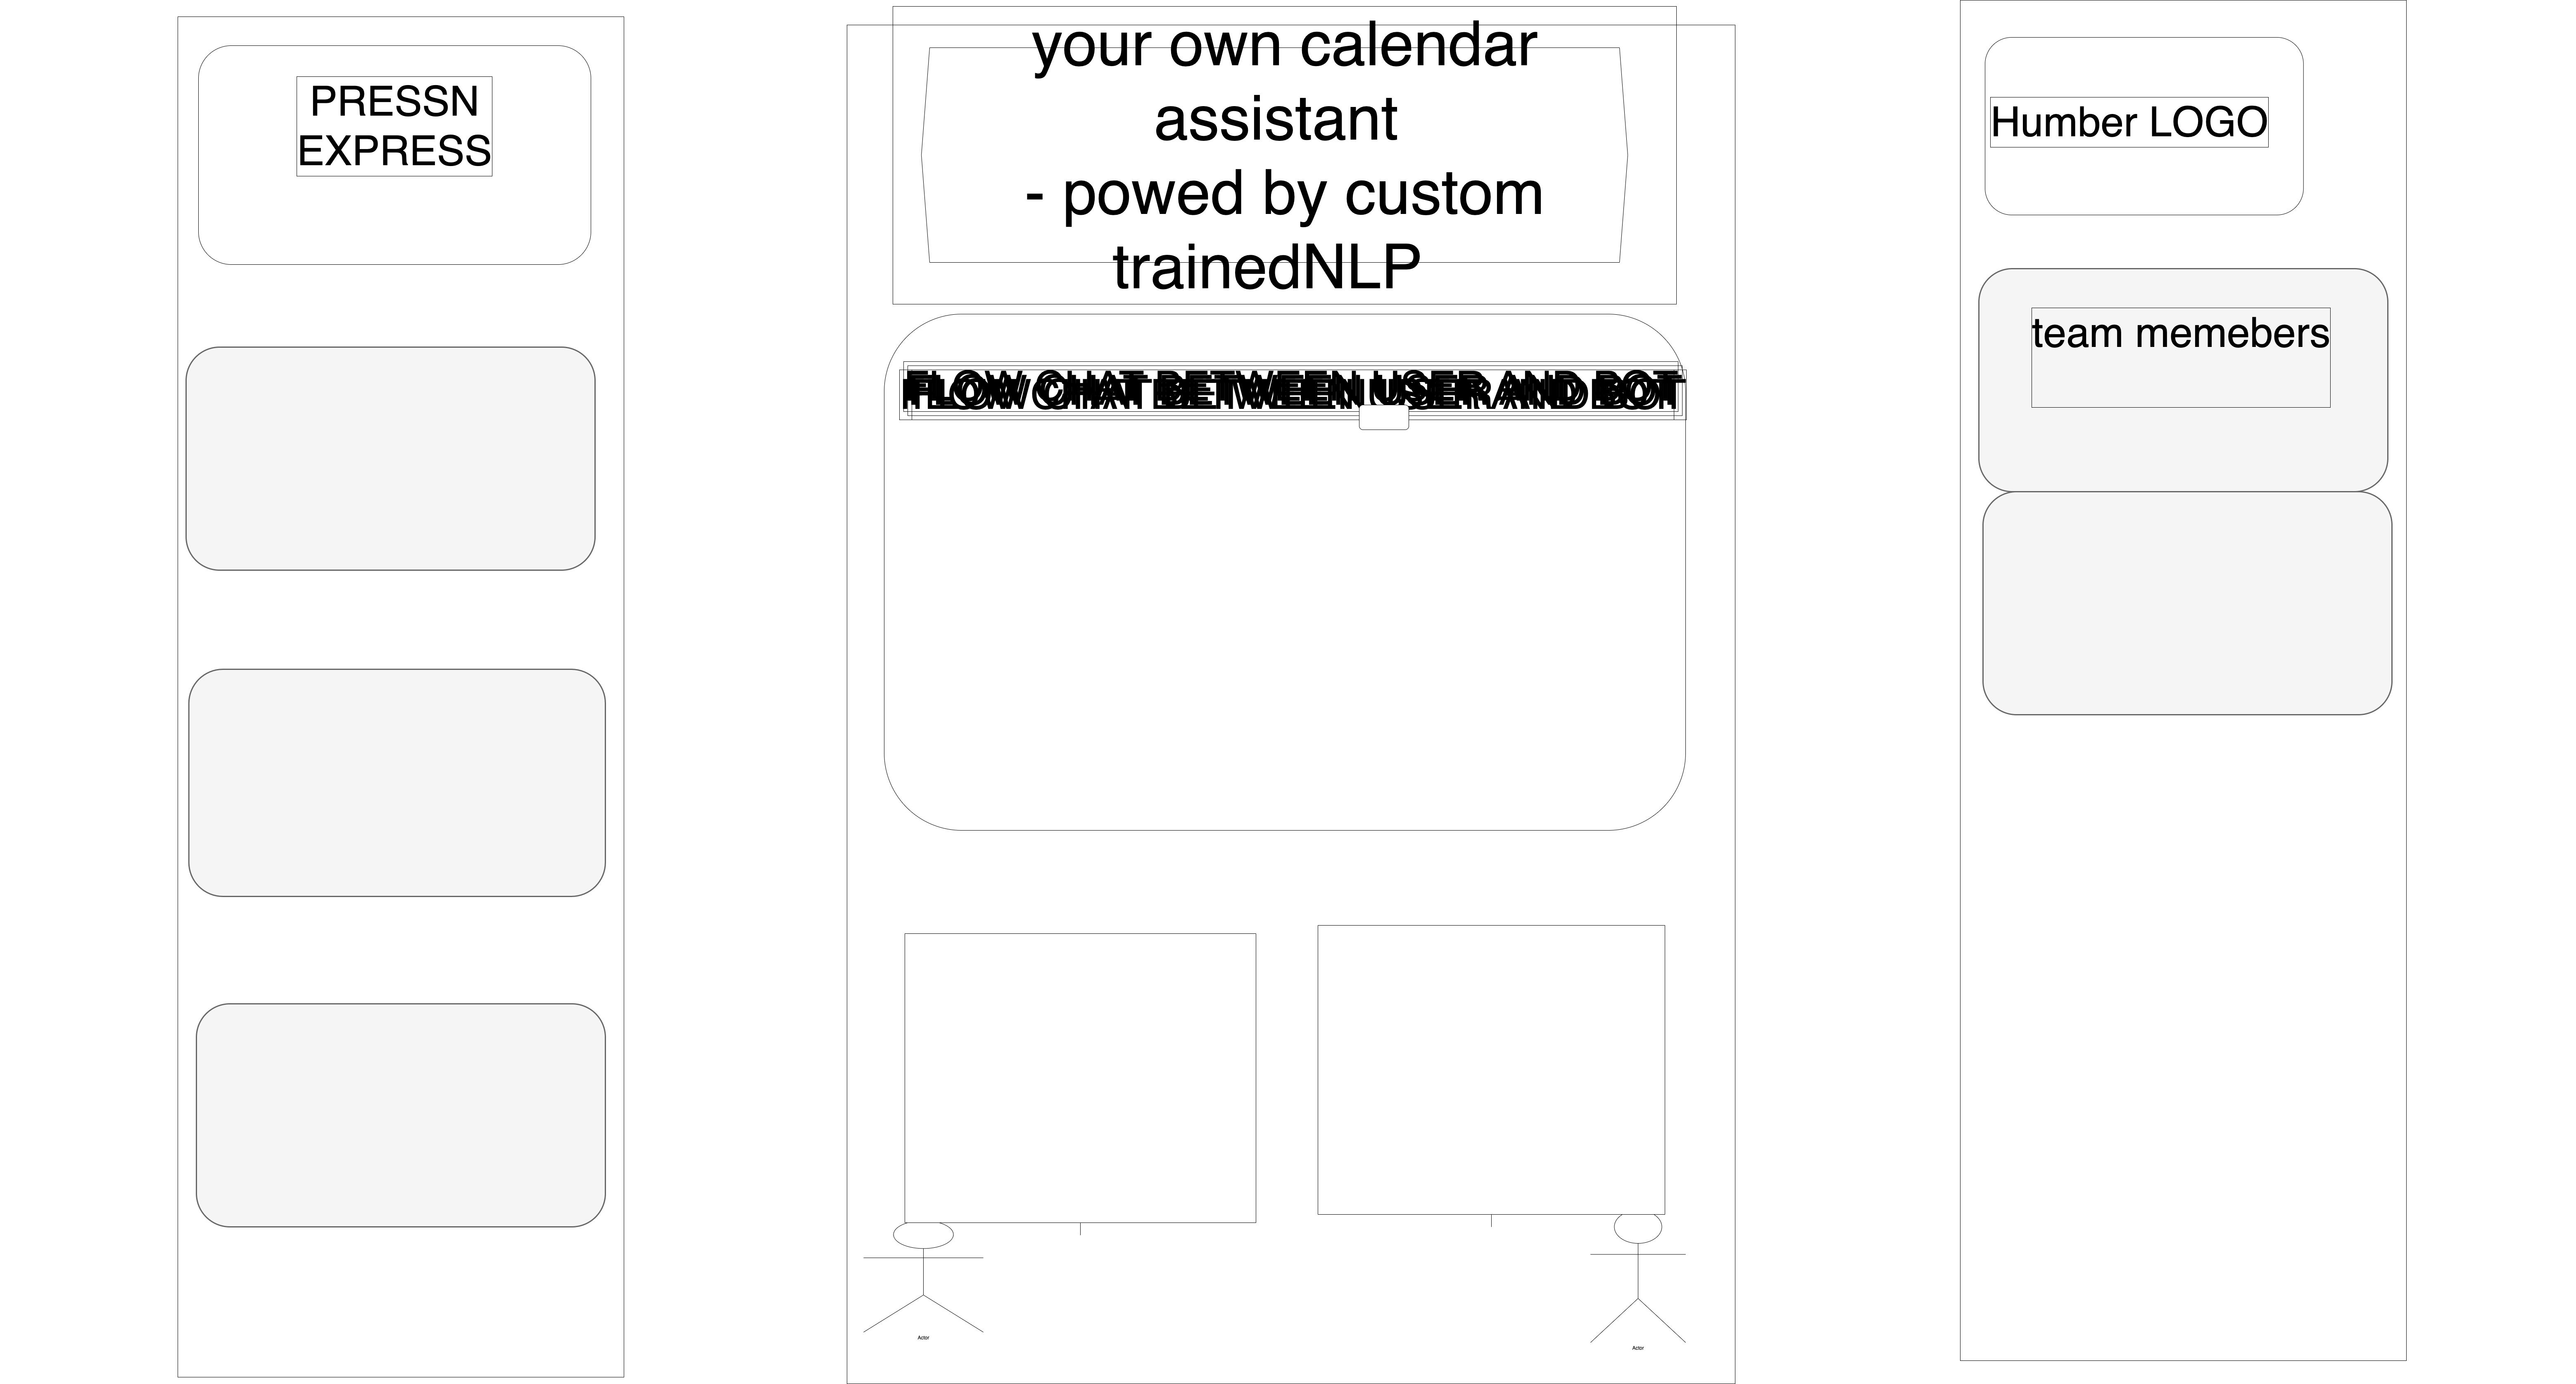 PRESSN
EXPRESS
your own calendar
assistant
- powed by custom
trainedNLP
FLOW CHAT BETWEEN USER AND BOT
Actor
Actor
Humber LOGO
team memebers